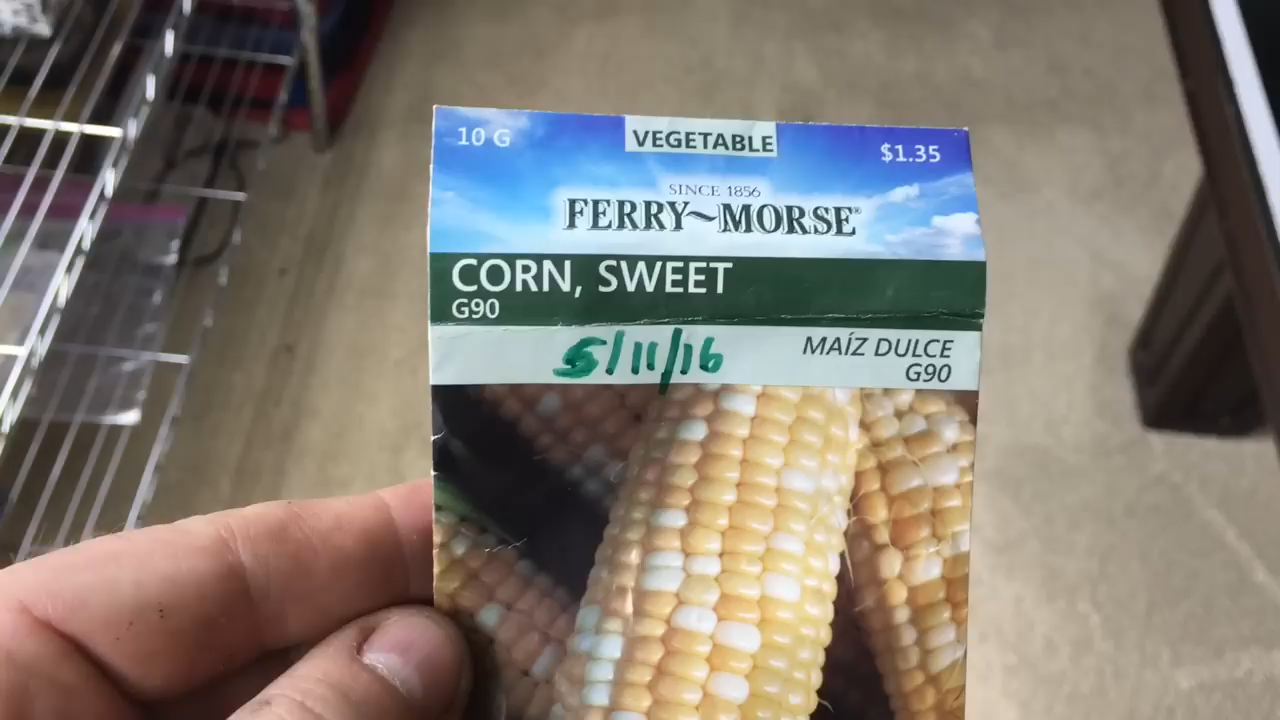 10 G
VEGETABLE
$1.35
SINCE 1856
FERRY~MORSE®
CORN, SWEET
G90
5/11/16
MAÍZ DULCE
G90